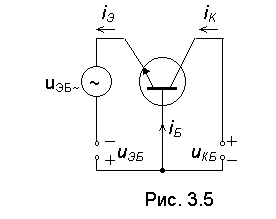 iЭ iК
~
uЭБ~
iБ
− +
uЭБ uКБ
+ −
Рис. 3.5